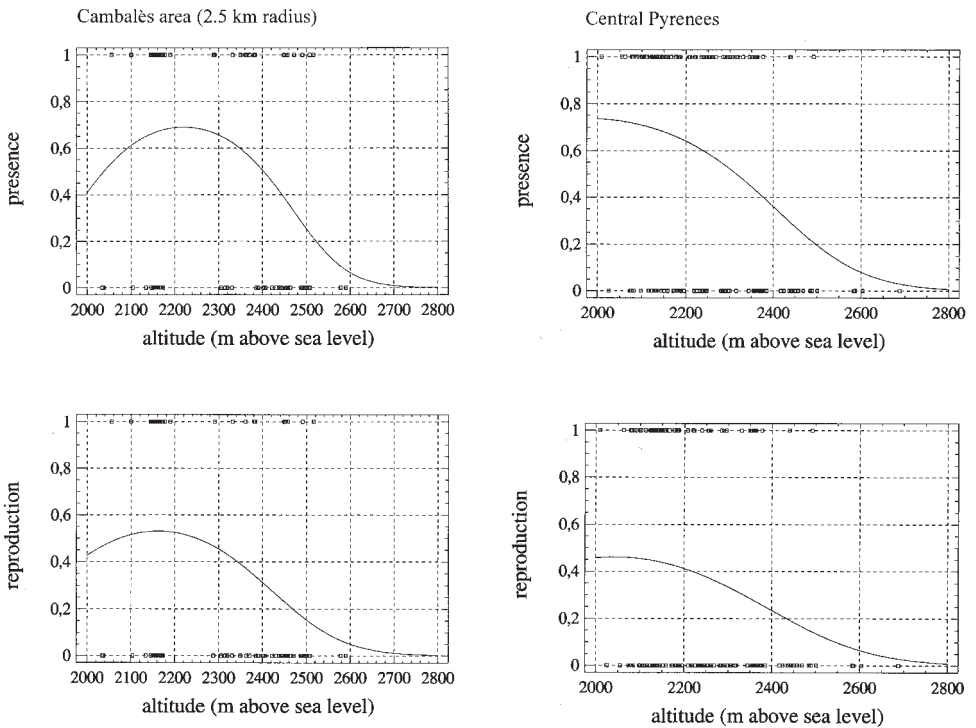 Cambalès area (2.5 km radius)
Central Pyrenees
presence
1
0,8
0,6
0,4
0,2
0
2000 2100 2200 2300 2400 2500 2600 2700 2800
altitude (m above sea level)
presence
1
0,8
0,6
0,4
0,2
0
2000 2200 2400 2600 2800
altitude (m above sea level)
reproduction
1
0,8
0,6
0,4
0,2
0
2000 2100 2200 2300 2400 2500 2600 2700 2800
altitude (m above sea level)
reproduction
1
0,8
0,6
0,4
0,2
0
2000 2200 2400 2600 2800
altitude (m above sea level)